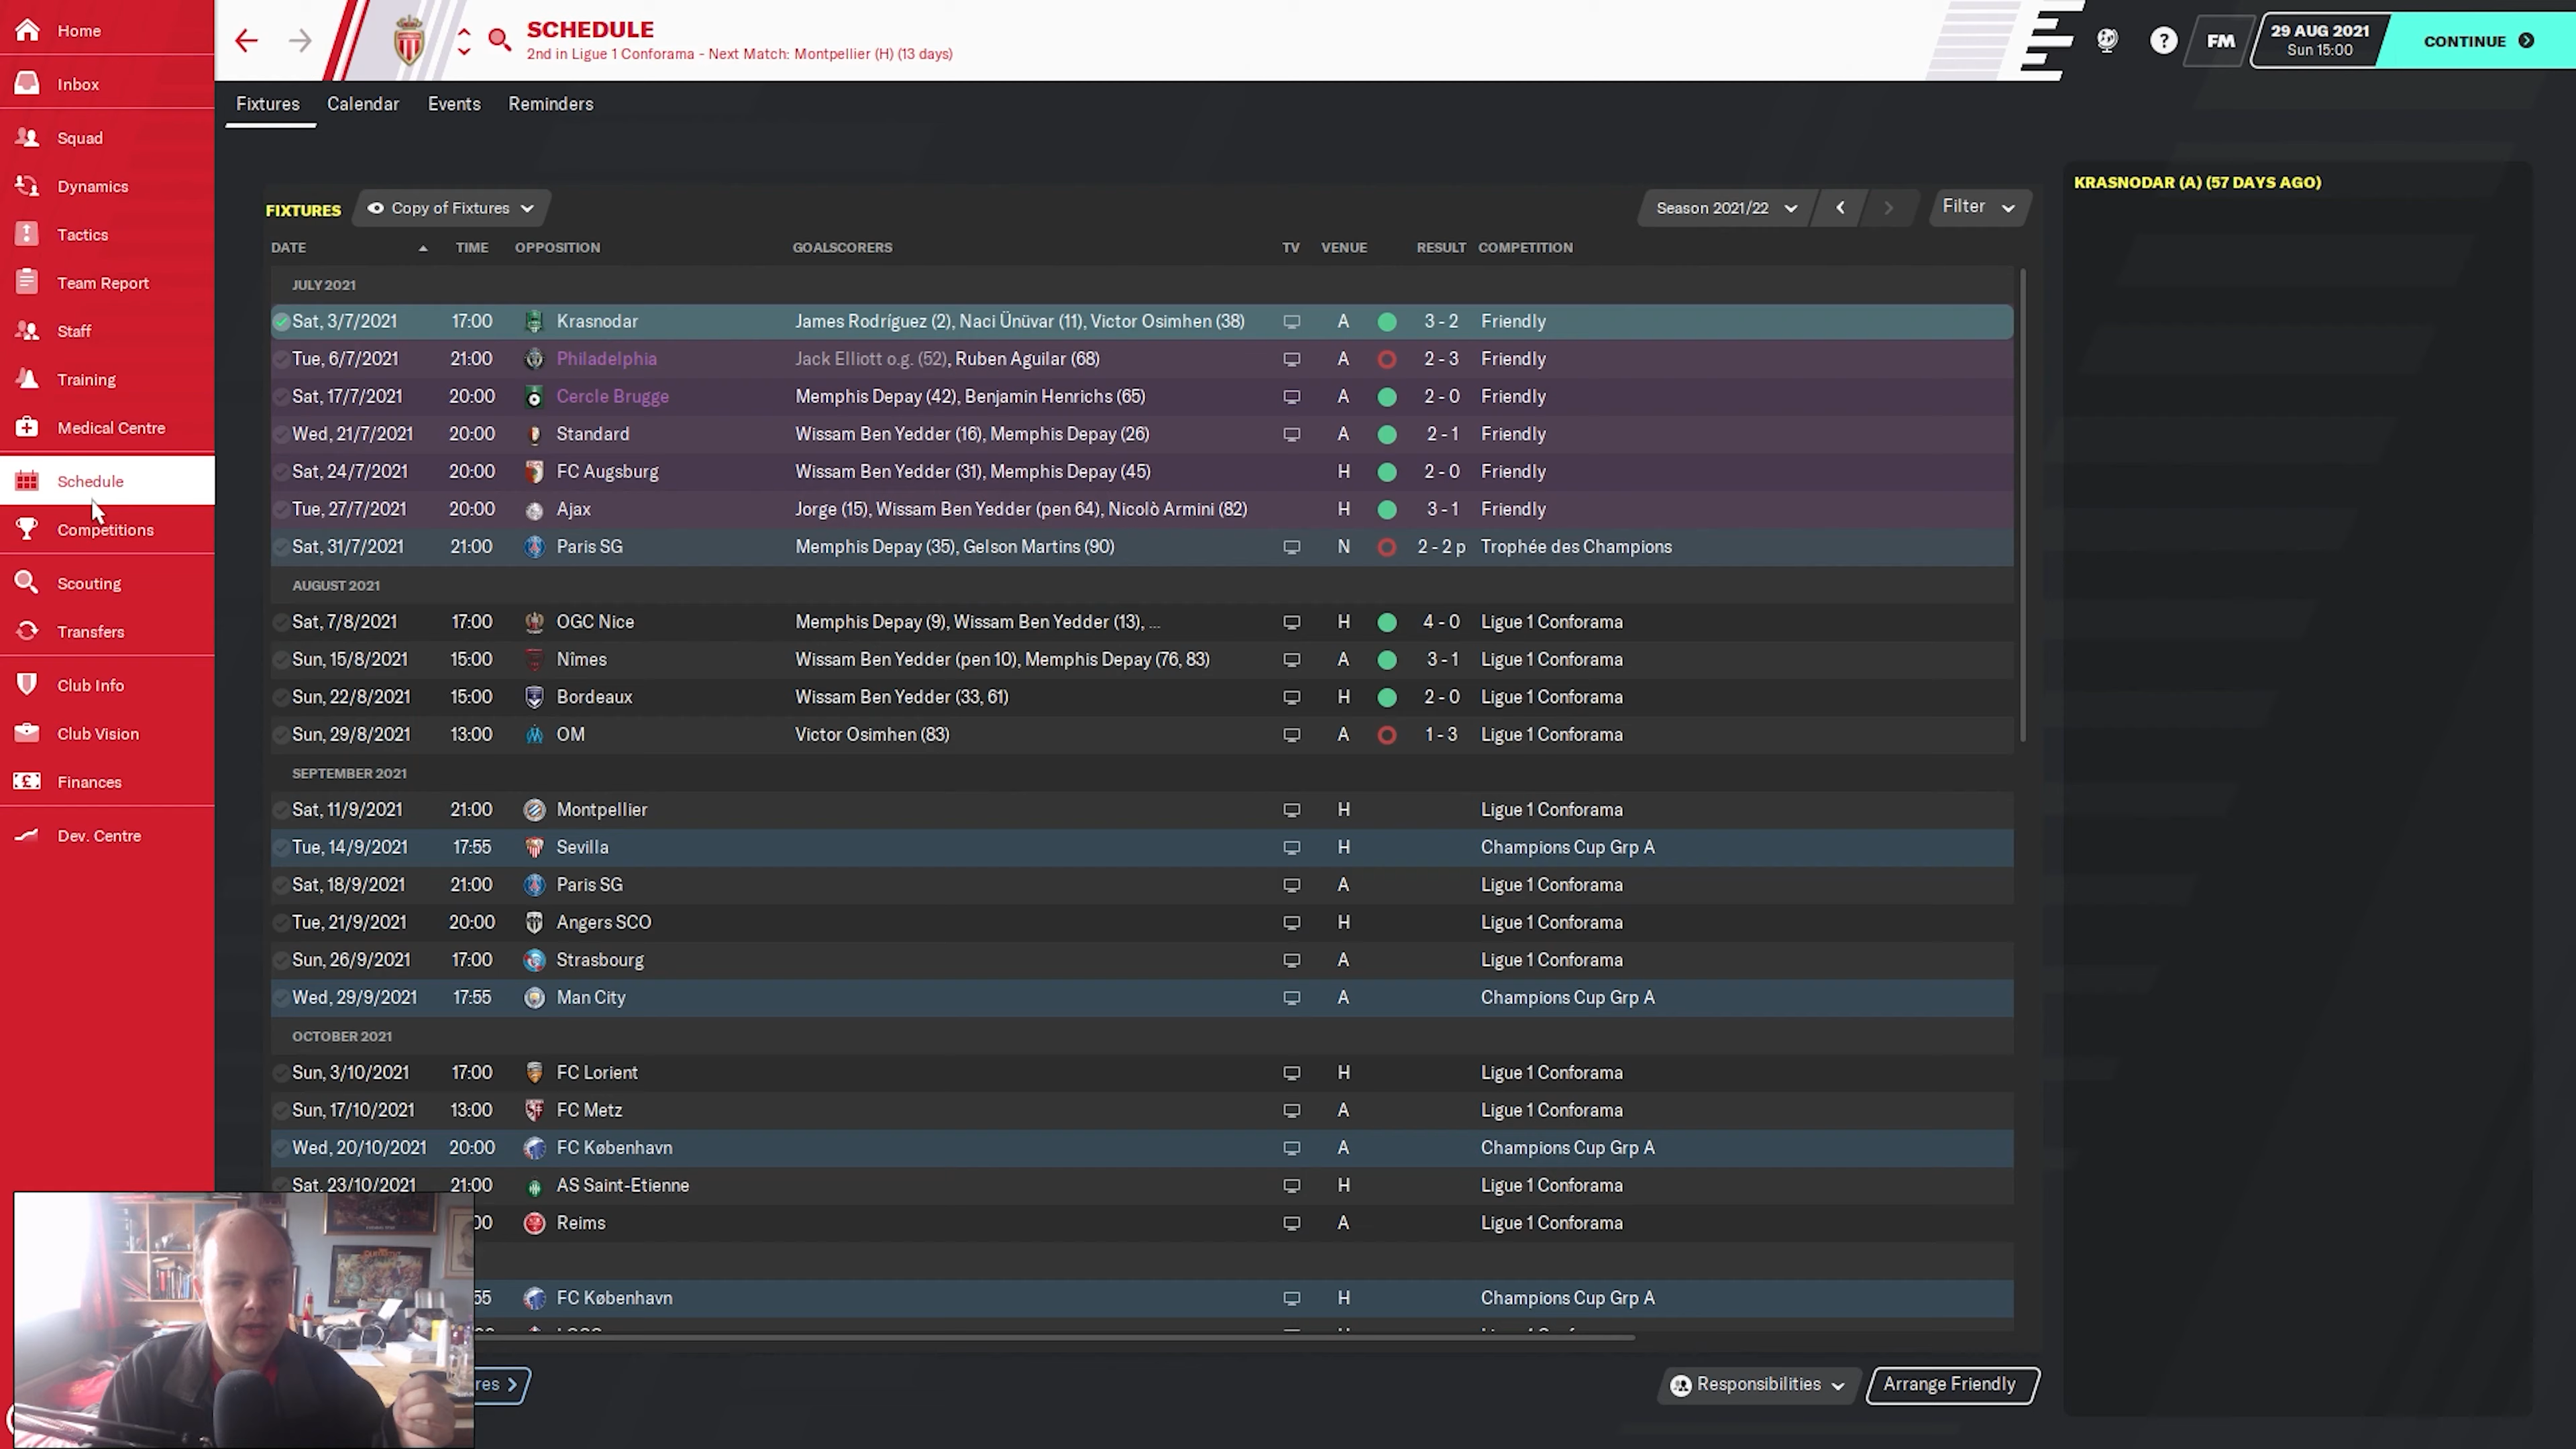 Home
Inbox
Squad
Dynamics
Tactics
Team Report
Staff
Training
Medical Centre
Schedule
Competitions
Scouting
Transfers
Club Info
Club Vision
Finances
Dev. Centre
SCHEDULE
2nd in Ligue 1 Conforama - Next Match: Montpellier (H) (13 days)
? FM 29 AUG 2021 CONTINUE
Sun 15:00
Fixtures Calendar Events Reminders
FIXTURES Copy of Fixtures Season 2021/22 Filter
DATE TIME OPPOSITION GOALSCORERS TV VENUE RESULT COMPETITION
JULY 2021
Sat, 3/7/2021 17:00 Krasnodar James Rodríguez (2), Naci Ünüvar (11), Victor Osimhen (38) A 3 - 2 Friendly
Tue, 6/7/2021 21:00 Philadelphia Jack Elliott o.g. (52), Ruben Aguilar (68) A 2 - 3 Friendly
Sat, 17/7/2021 20:00 Cercle Brugge Memphis Depay (42), Benjamin Henrichs (65) A 2 - 0 Friendly
Wed, 21/7/2021 20:00 Standard Wissam Ben Yedder (16), Memphis Depay (26) A 2 - 1 Friendly
Sat, 24/7/2021 20:00 FC Augsburg Wissam Ben Yedder (31), Memphis Depay (45) H 2 - 0 Friendly
Tue, 27/7/2021 20:00 Ajax Jorge (15), Wissam Ben Yedder (pen 64), Nicolò Armini (82) H 3 - 1 Friendly
Sat, 31/7/2021 21:00 Paris SG Memphis Depay (35), Gelson Martins (90) N 2 - 2 p Trophée des Champions
AUGUST 2021
Sat, 7/8/2021 17:00 OGC Nice Memphis Depay (9), Wissam Ben Yedder (13), ... H 4 - 0 Ligue 1 Conforama
Sun, 15/8/2021 15:00 Nîmes Wissam Ben Yedder (pen 10), Memphis Depay (76, 83) A 3 - 1 Ligue 1 Conforama
Sun, 22/8/2021 15:00 Bordeaux Wissam Ben Yedder (33, 61) H 2 - 0 Ligue 1 Conforama
Sun, 29/8/2021 13:00 OM Victor Osimhen (83) A 1 - 3 Ligue 1 Conforama
SEPTEMBER 2021
Sat, 11/9/2021 21:00 Montpellier H Ligue 1 Conforama
Tue, 14/9/2021 17:55 Sevilla H Champions Cup Grp A
Sat, 18/9/2021 21:00 Paris SG A Ligue 1 Conforama
Tue, 21/9/2021 20:00 Angers SCO H Ligue 1 Conforama
Sun, 26/9/2021 17:00 Strasbourg A Ligue 1 Conforama
Wed, 29/9/2021 17:55 Man City A Champions Cup Grp A
OCTOBER 2021
Sun, 3/10/2021 17:00 FC Lorient H Ligue 1 Conforama
Sun, 17/10/2021 13:00 FC Metz A Ligue 1 Conforama
Wed, 20/10/2021 20:00 FC København A Champions Cup Grp A
Sat, 23/10/2021 21:00 AS Saint-Etienne H Ligue 1 Conforama
00 Reims A Ligue 1 Conforama
55 FC København H Champions Cup Grp A
res Responsibilities Arrange Friendly
KRASNODAR (A) (57 DAYS AGO)